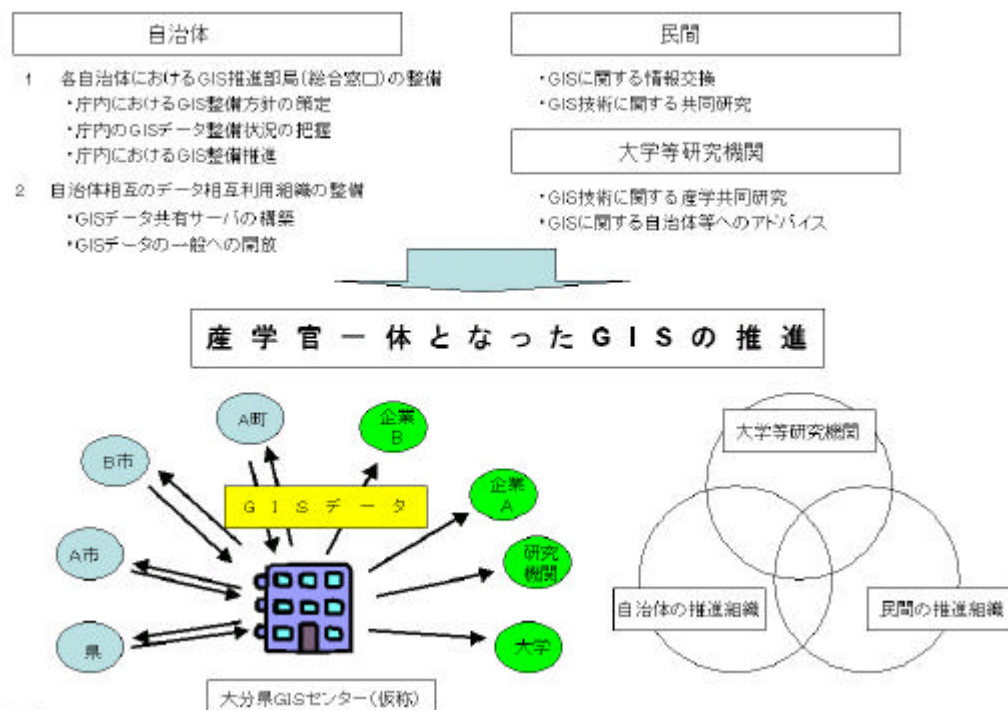 自治体
1 各自治体におけるGIS推進部局(総合窓口)の整備
・庁内におけるGIS整備方針の策定
・庁内のGISデータ整備状況の把握
・庁内におけるGIS整備推進
2 自治体相互のデータ相互利用組織の整備
・GISデータ共有サーバの構築
・GISデータの一般への開放
民間
・GISに関する情報交換
・GIS技術に関する共同研究
大学等研究機関
・GIS技術に関する産学共同研究
・GISに関する自治体等へのアドバイス
産学官一体となったGISの推進
A町
企業
B
B市
企業
A
GISデータ
A市
研究
機関
県
大学
大分県GISセンター(仮称)
大学等研究機関
自治体の推進組織
民間の推進組織